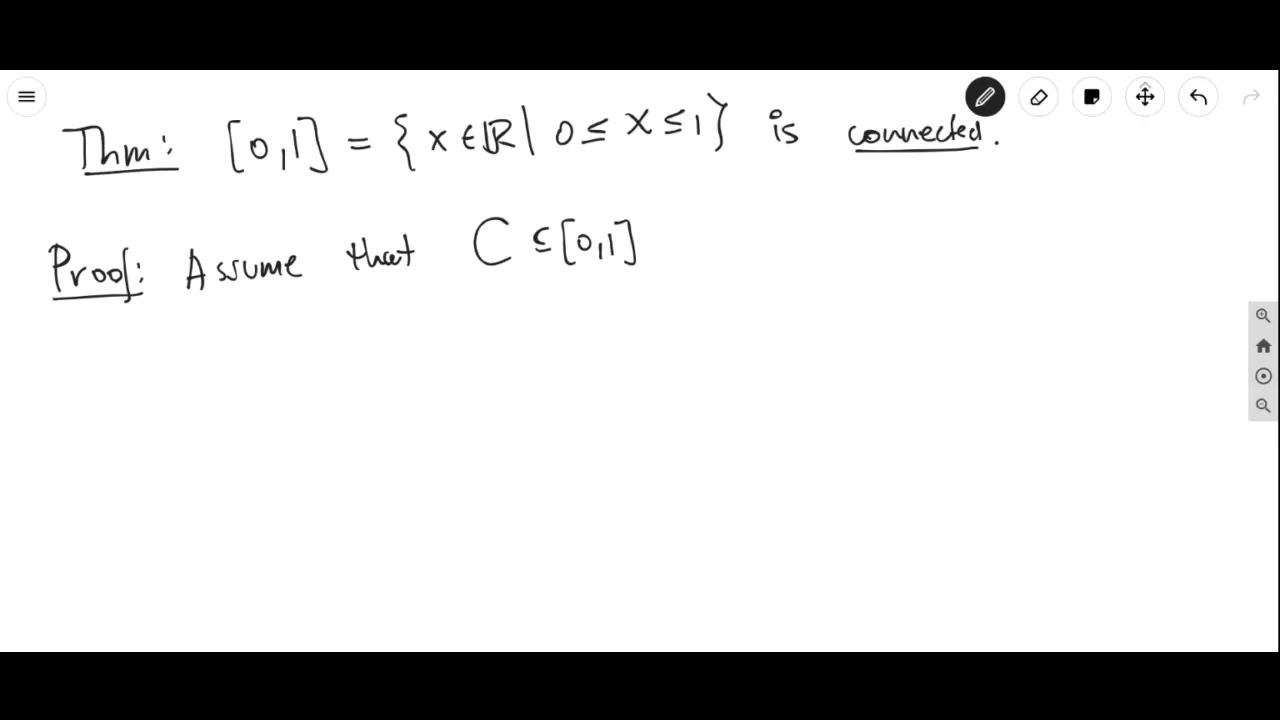 Thm: [0,1] = { x ∈ ℝ | 0 ≤ x ≤ 1 } is connected.
Proof: Assume that C ⊆ [0,1]